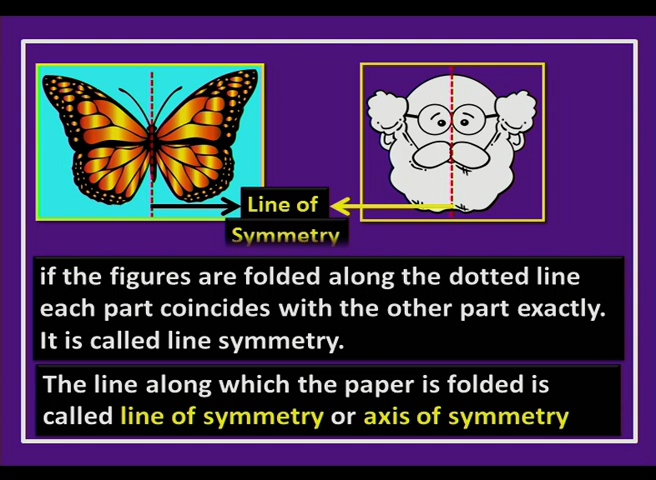 Line of
Symmetry
if the figures are folded along the dotted line
each part coincides with the other part exactly.
It is called line symmetry.
The line along which the paper is folded is
called line of symmetry or axis of symmetry